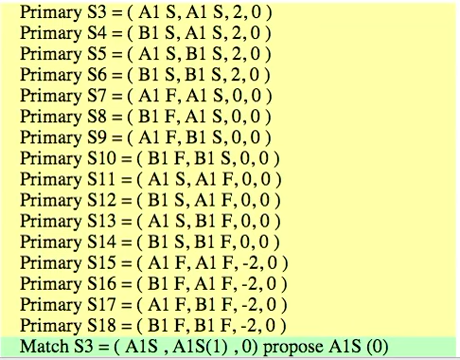 Primary S3 = ( A1 S, A1 S, 2, 0 )
Primary S4 = ( B1 S, A1 S, 2, 0 )
Primary S5 = ( A1 S, B1 S, 2, 0 )
Primary S6 = ( B1 S, B1 S, 2, 0 )
Primary S7 = ( A1 F, A1 S, 0, 0 )
Primary S8 = ( B1 F, A1 S, 0, 0 )
Primary S9 = ( A1 F, B1 S, 0, 0 )
Primary S10 = ( B1 F, B1 S, 0, 0 )
Primary S11 = ( A1 S, A1 F, 0, 0 )
Primary S12 = ( B1 S, A1 F, 0, 0 )
Primary S13 = ( A1 S, B1 F, 0, 0 )
Primary S14 = ( B1 S, B1 F, 0, 0 )
Primary S15 = ( A1 F, A1 F, -2, 0 )
Primary S16 = ( B1 F, A1 F, -2, 0 )
Primary S17 = ( A1 F, B1 F, -2, 0 )
Primary S18 = ( B1 F, B1 F, -2, 0 )
Match S3 = ( A1S , A1S(1) , 0) propose A1S (0)